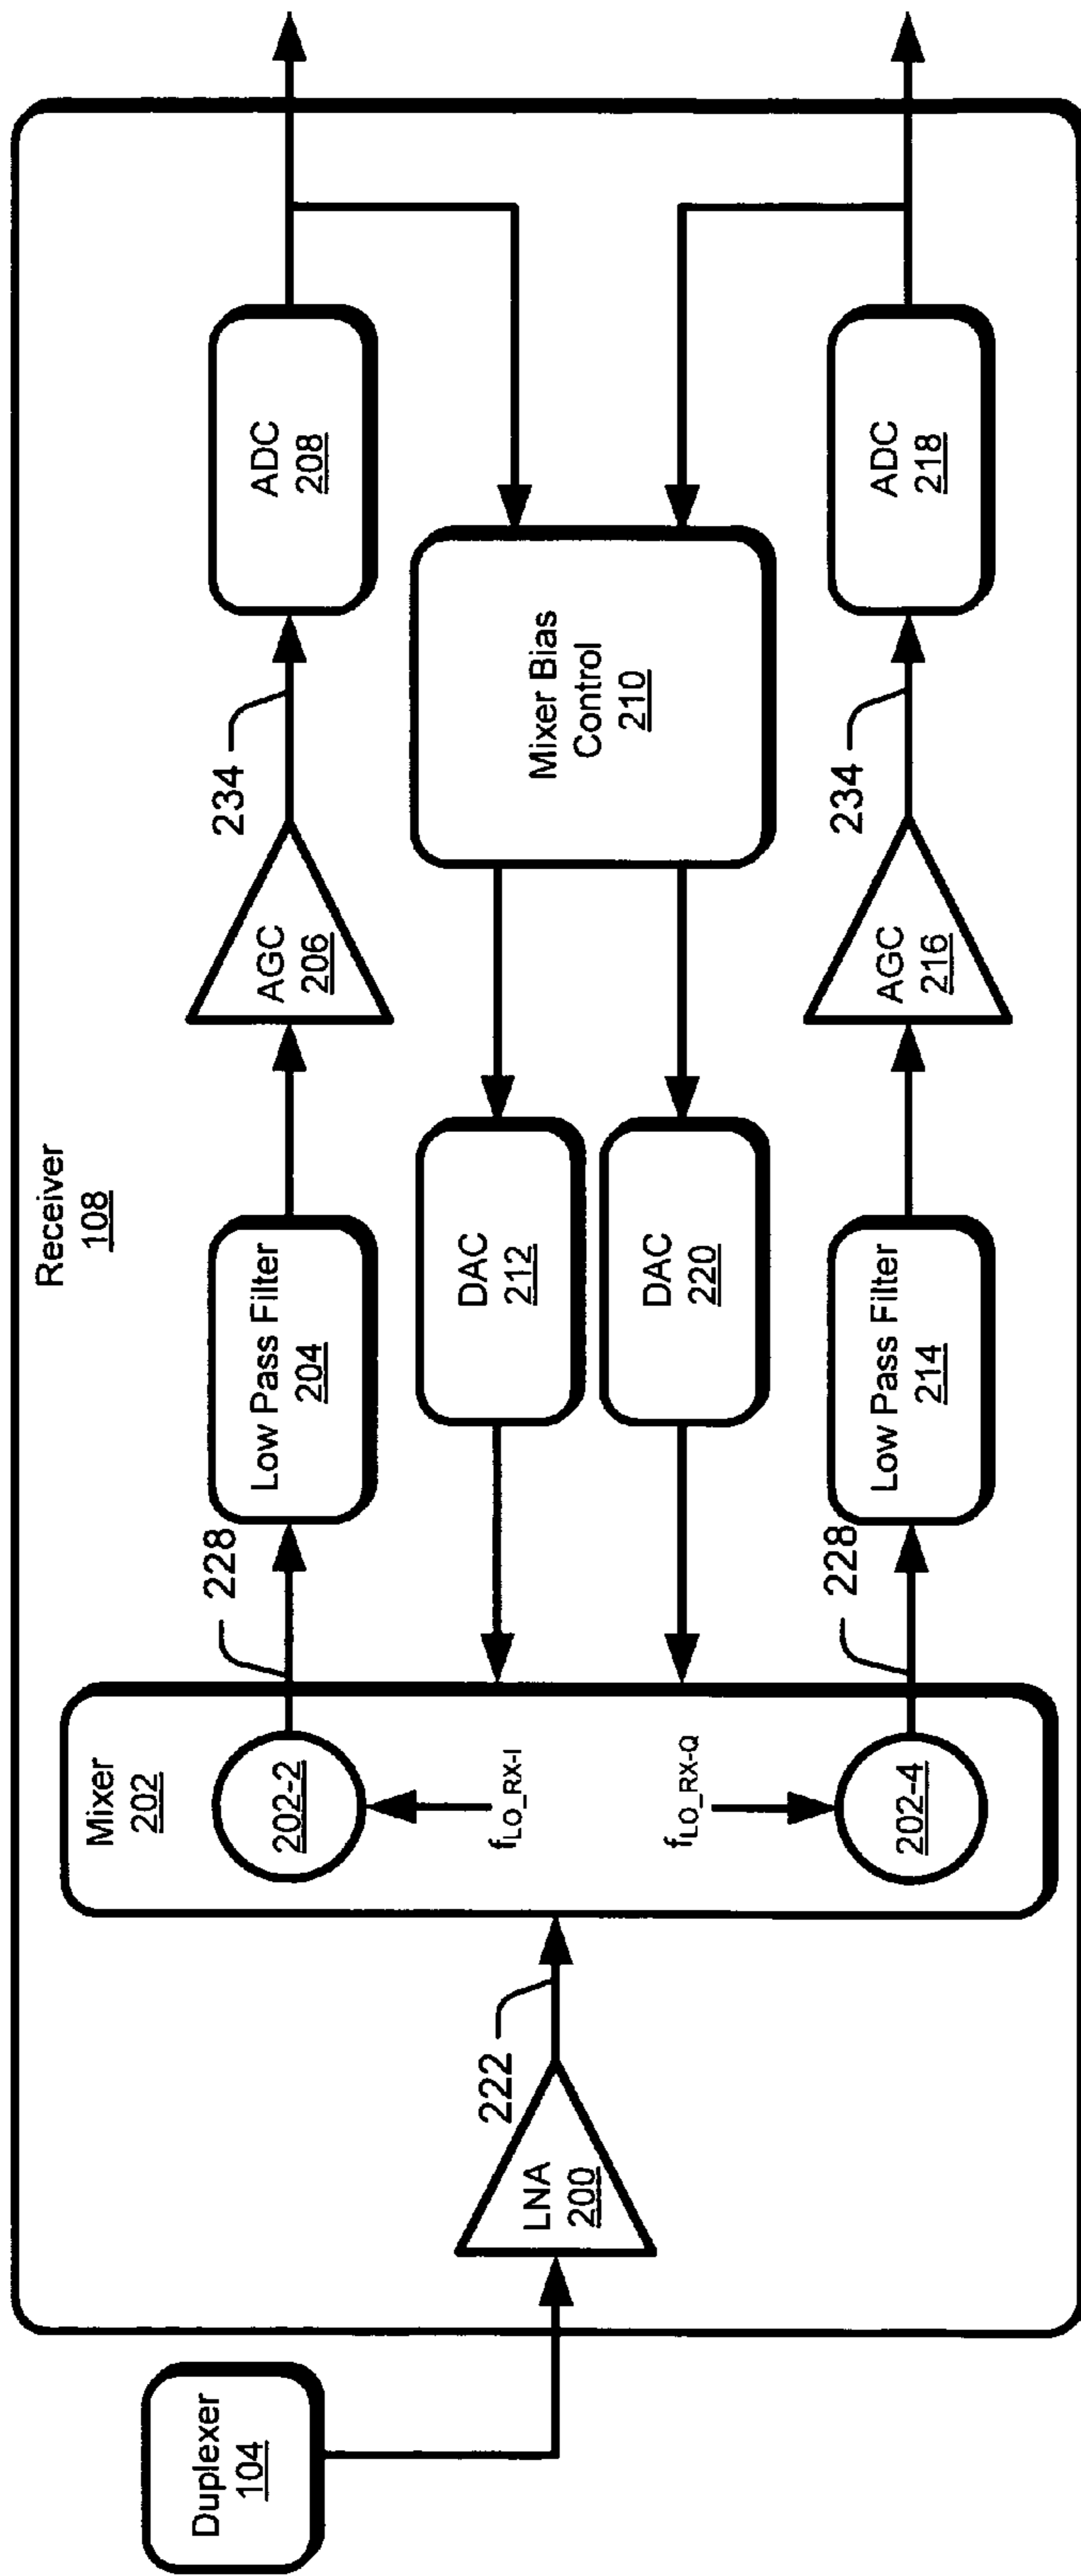 Receiver
108
Duplexer
104
LNA
200
222
Mixer
202
202-2
fLO_RX-I
fLO_RX-Q
202-4
228
Low Pass Filter
204
AGC
206
234
ADC
208
DAC
212
Mixer Bias
Control
210
DAC
220
228
Low Pass Filter
214
AGC
216
234
ADC
218